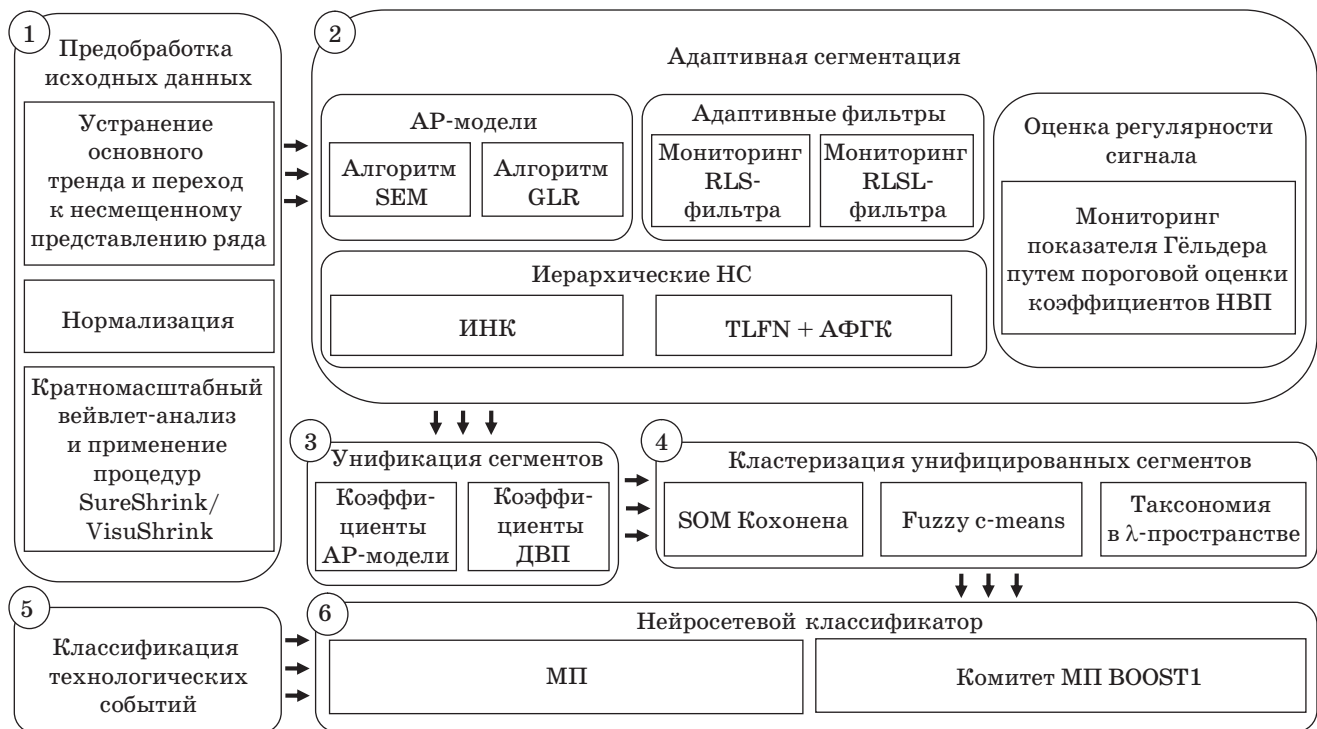 1
Предобработка
исходных данных
Устранение
основного
тренда и переход
к несмещенному
представлению ряда
Нормализация
Кратномасштабный
вейвлет-анализ
и применение
процедур
SureShrink/
VisuShrink
2
Адаптивная сегментация
АР-модели
Алгоритм
SEM
Алгоритм
GLR
Адаптивные фильтры
Мониторинг
RLS-
фильтра
Мониторинг
RLSL-
фильтра
Оценка регулярности
сигнала
Мониторинг
показателя Гёльдера
путем пороговой оценки
коэффициентов НВП
Иерархические НС
ИНК
TLFN + АФГК
3
Унификация сегментов
Коэффи-
циенты
АР-модели
Коэффи-
циенты
ДВП
4
Кластеризация унифицированных сегментов
SOM Кохонена
Fuzzy c-means
Таксономия
в λ-пространстве
5
Классификация
технологических
событий
6
Нейросетевой классификатор
МП
Комитет МП BOOST1